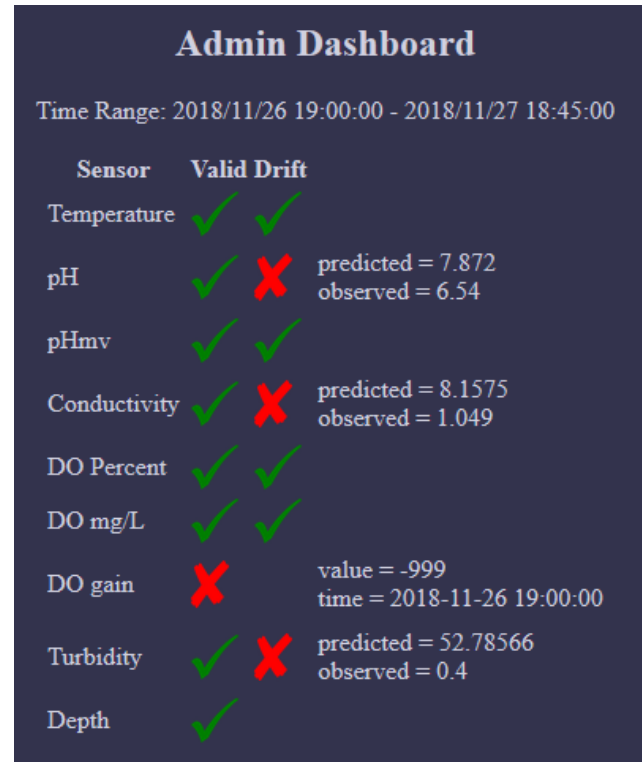 Admin Dashboard
Time Range: 2018/11/26 19:00:00 - 2018/11/27 18:45:00
Sensor Valid Drift
Temperature
pH
predicted = 7.872
observed = 6.54
pHmv
Conductivity
predicted = 8.1575
observed = 1.049
DO Percent
DO mg/L
DO gain
value = -999
time = 2018-11-26 19:00:00
Turbidity
predicted = 52.78566
observed = 0.4
Depth